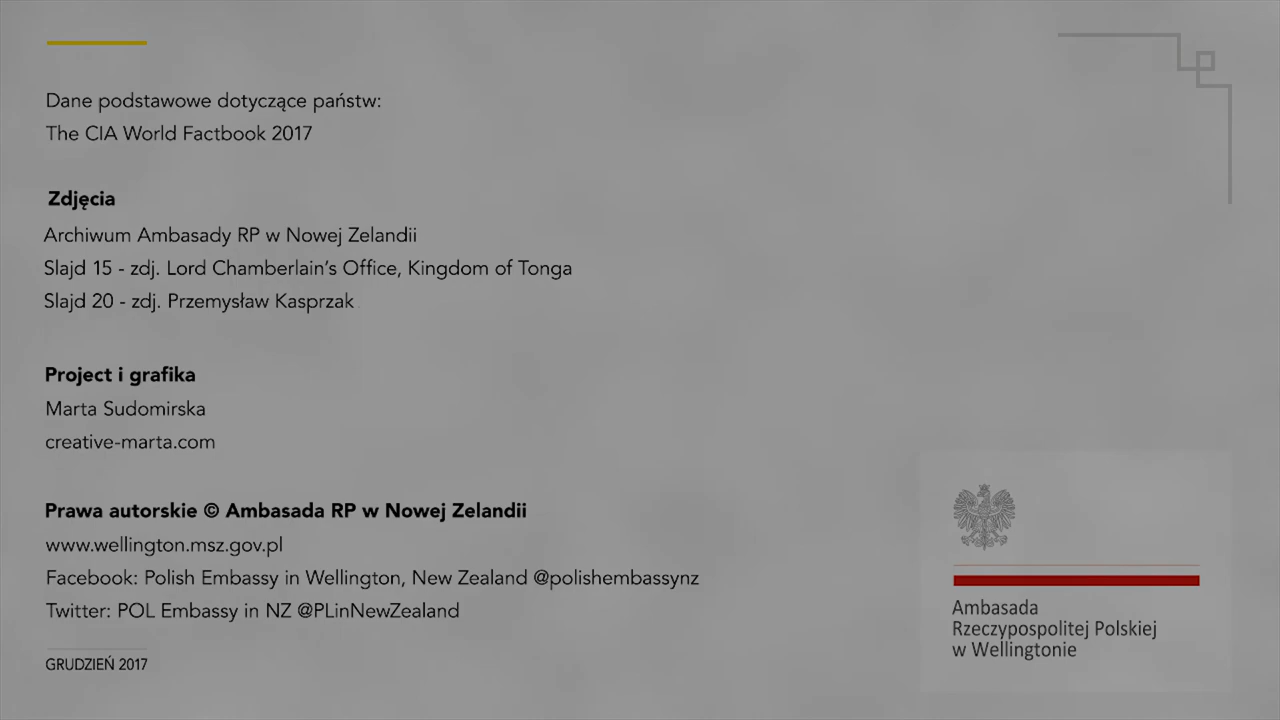 Dane podstawowe dotyczące państw:
The CIA World Factbook 2017
Zdjęcia
Archiwum Ambasady RP w Nowej Zelandii
Slajd 15 - zdj. Lord Chamberlain’s Office, Kingdom of Tonga
Slajd 20 - zdj. Przemysław Kasprzak
Project i grafika
Marta Sudomirska
creative-marta.com
Prawa autorskie © Ambasada RP w Nowej Zelandii
www.wellington.msz.gov.pl
Facebook: Polish Embassy in Wellington, New Zealand @polishembassynz
Twitter: POL Embassy in NZ @PLinNewZealand
GRUDZIEŃ 2017
Ambasada
Rzeczypospolitej Polskiej
w Wellingtonie